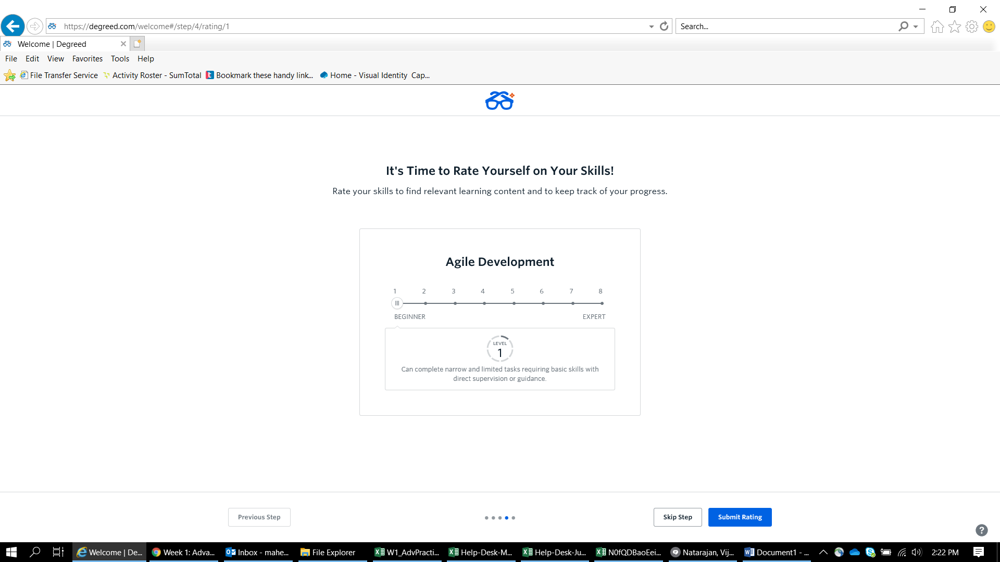 https://degreed.com/welcome#/step/4/rating/1
Search...
Welcome | Degreed
File Edit View Favorites Tools Help
File Transfer Service Activity Roster - SumTotal Bookmark these handy link... Home - Visual Identity Cap...
It's Time to Rate Yourself on Your Skills!
Rate your skills to find relevant learning content and to keep track of your progress.
Agile Development
1 2 3 4 5 6 7 8
BEGINNER EXPERT
LEVEL
1
Can complete narrow and limited tasks requiring basic skills with
direct supervision or guidance.
Previous Step Skip Step Submit Rating
?
Welcome | De... Week 1: Adva... Inbox - mahe... File Explorer W1_AdvPracti... Help-Desk-M... Help-Desk-Ju... N0fQDBaoEei... Natarajan, Vij... Document1 - ... 2:22 PM